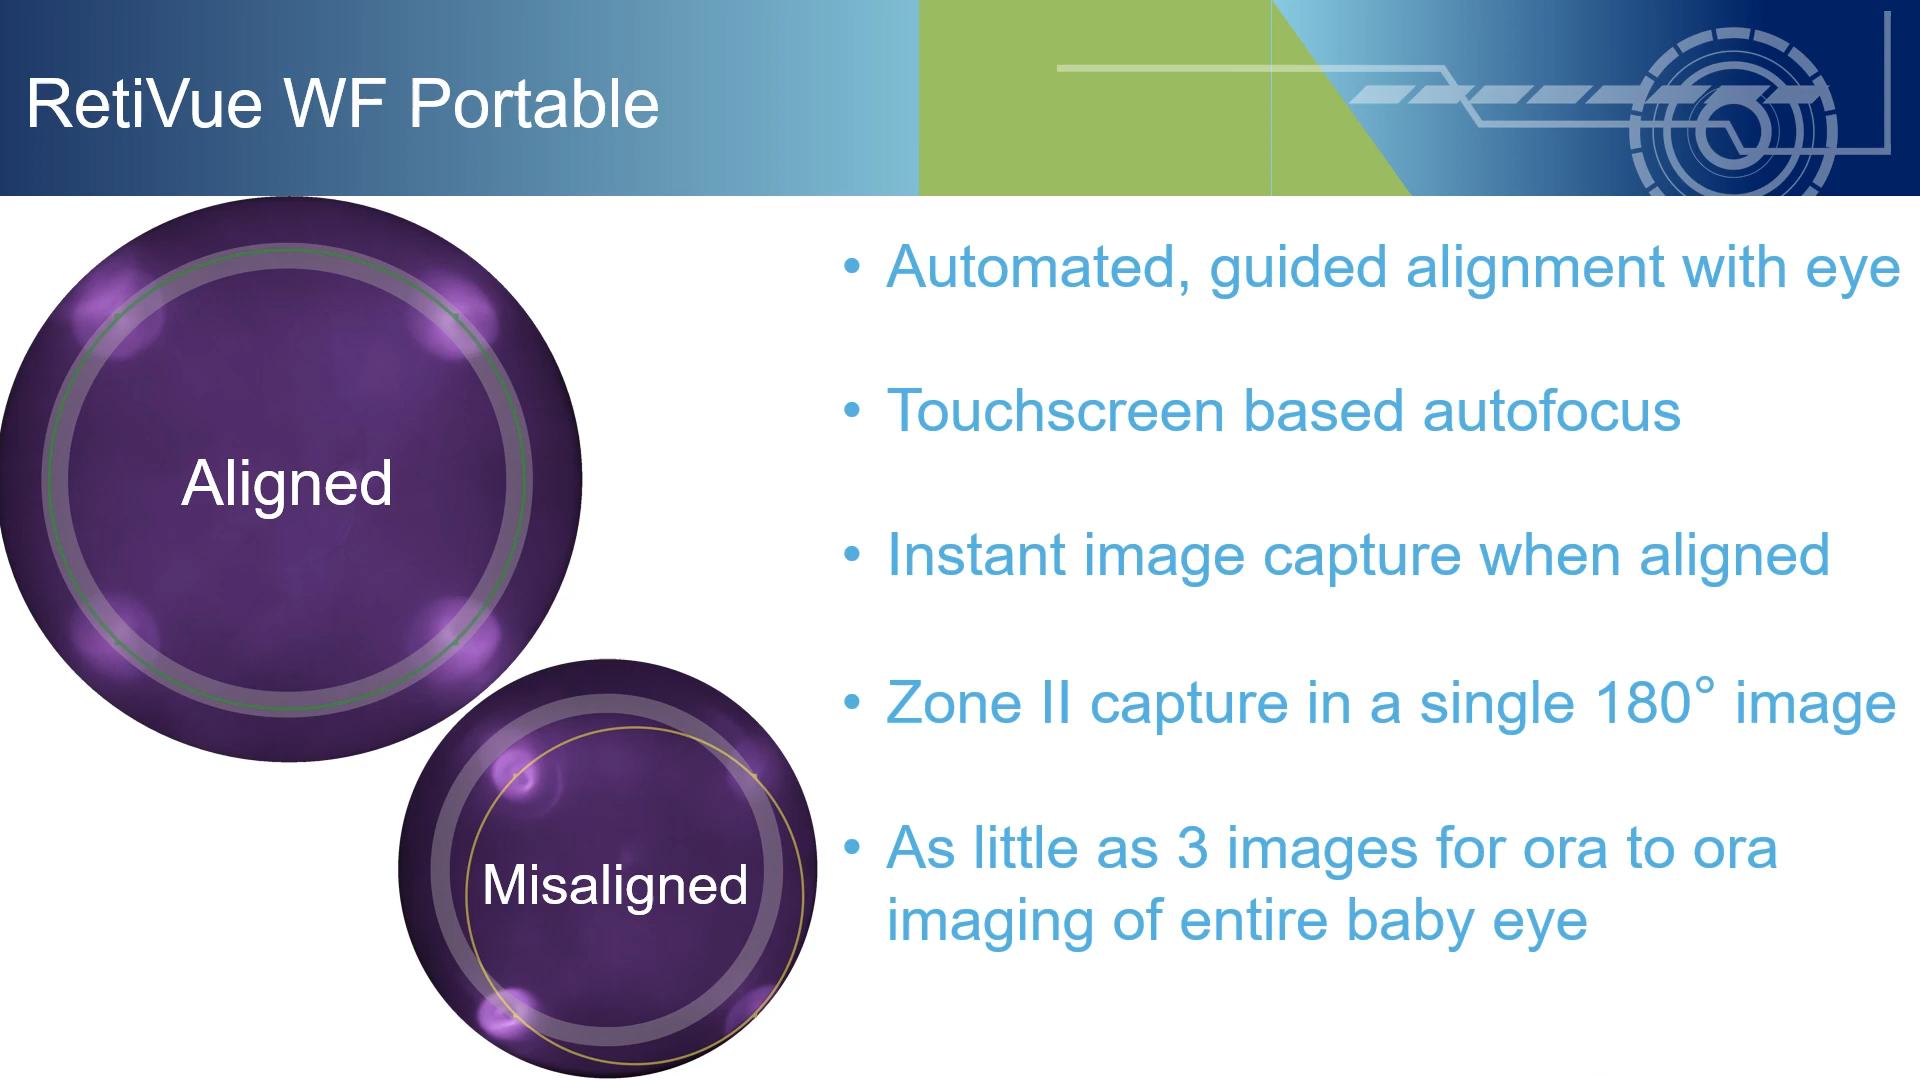 RetiVue WF Portable
Aligned
Misaligned
• Automated, guided alignment with eye
• Touchscreen based autofocus
• Instant image capture when aligned
• Zone II capture in a single 180° image
• As little as 3 images for ora to ora
imaging of entire baby eye